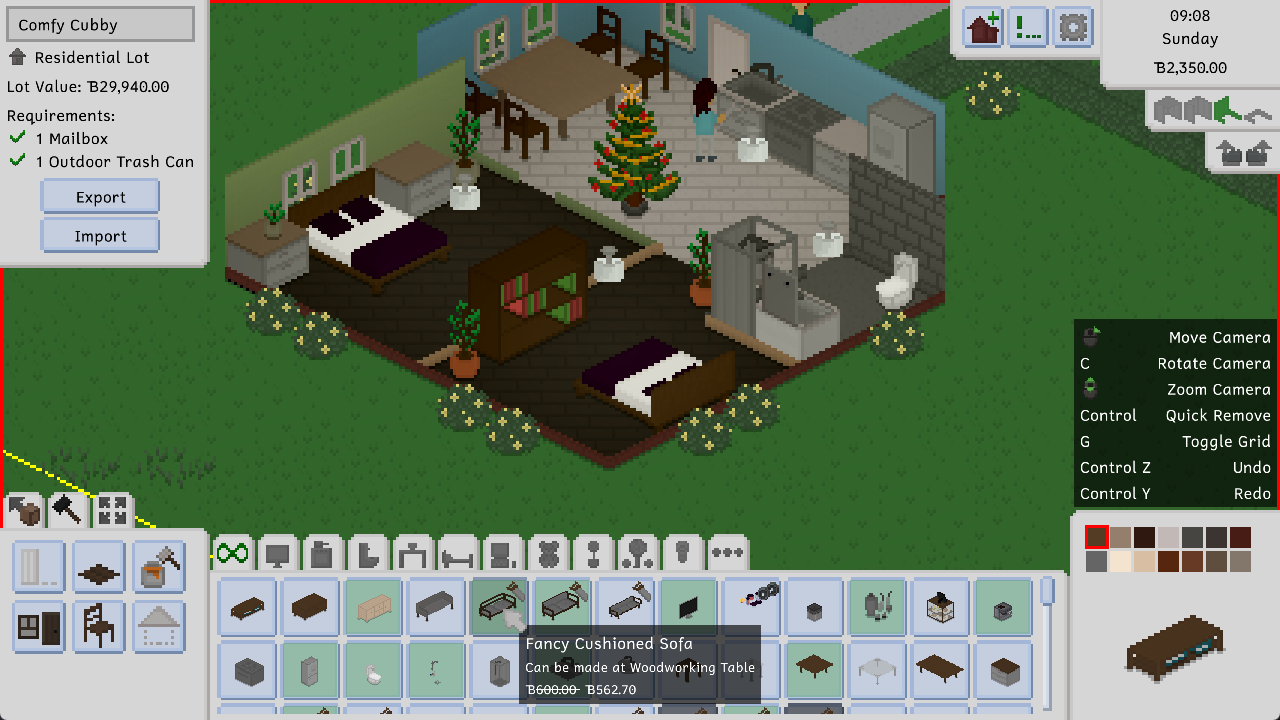 Comfy Cubby
Residential Lot
Lot Value: ₧29,940.00
Requirements:
1 Mailbox
1 Outdoor Trash Can
Export
Import
09:08
Sunday
₧2,350.00
Move Camera
C Rotate Camera
Zoom Camera
Control Quick Remove
G Toggle Grid
Control Z Undo
Control Y Redo
Fancy Cushioned Sofa
Can be made at Woodworking Table
₧600.00 ₧562.70